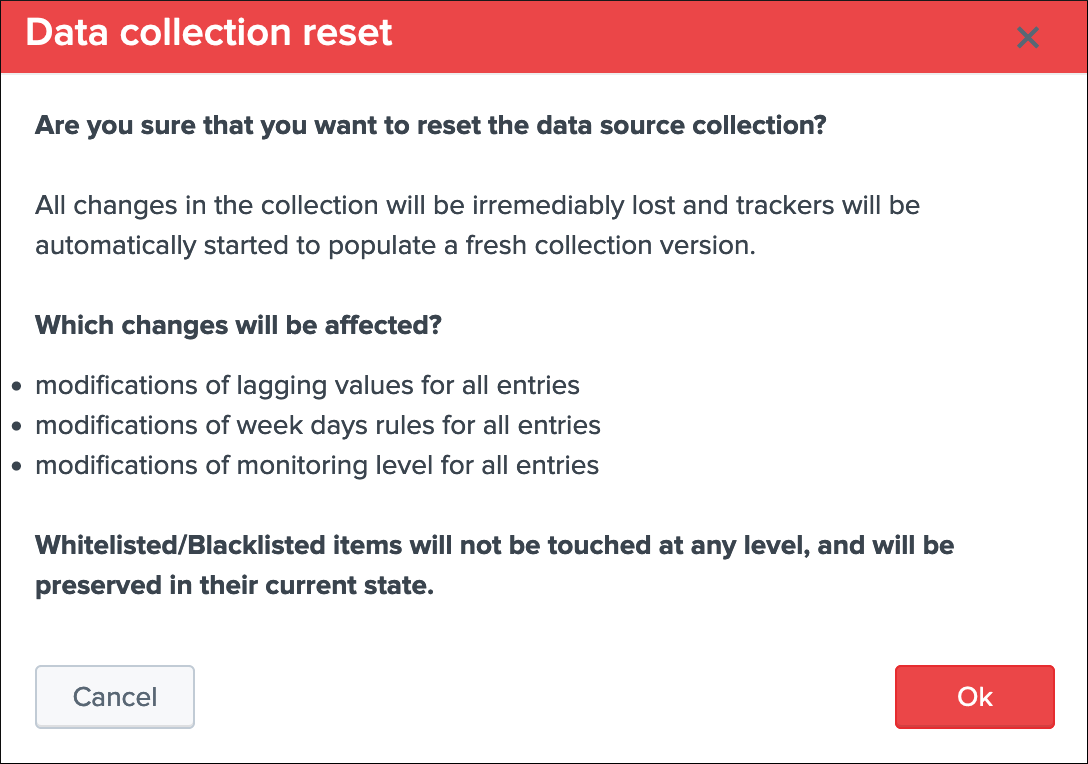 Data collection reset
Are you sure that you want to reset the data source collection?
All changes in the collection will be irremediably lost and trackers will be
automatically started to populate a fresh collection version.
Which changes will be affected?
• modifications of lagging values for all entries
• modifications of week days rules for all entries
• modifications of monitoring level for all entries
Whitelisted/Blacklisted items will not be touched at any level, and will be
preserved in their current state.
Cancel
Ok